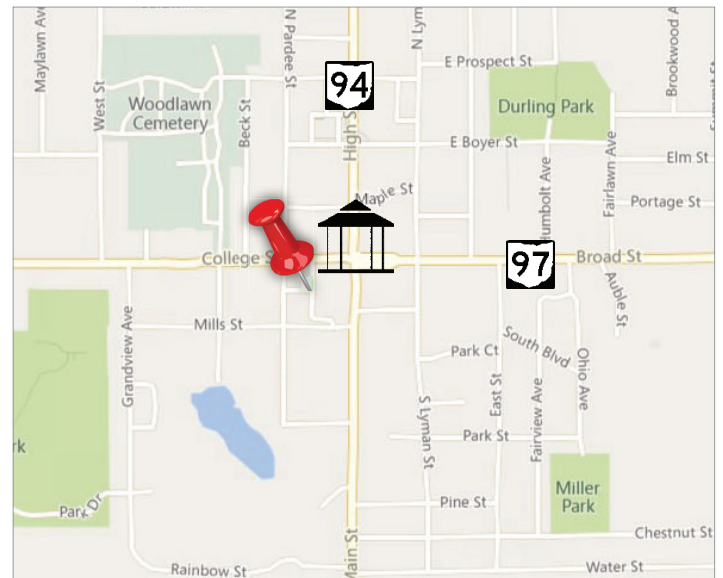 Maylawn Ave
West St
Woodlawn
Cemetery
Beck St
N Pardee St
94
High S
N Lym
E Prospect St
Durling Park
Brookwood A
E Boyer St
Elm St
Humbolt Ave
Fairlawn Ave
Portage St
Maple St
College S
97
Broad St
Auble St
Grandview Ave
Mills St
Park Ct
South Blvd
Ohio Ave
S Lyman St
East St
Fairview Ave
Park St
rk
Park Dr
Pine St
Miller
Park
Main St
Chestnut St
Rainbow St
Water St